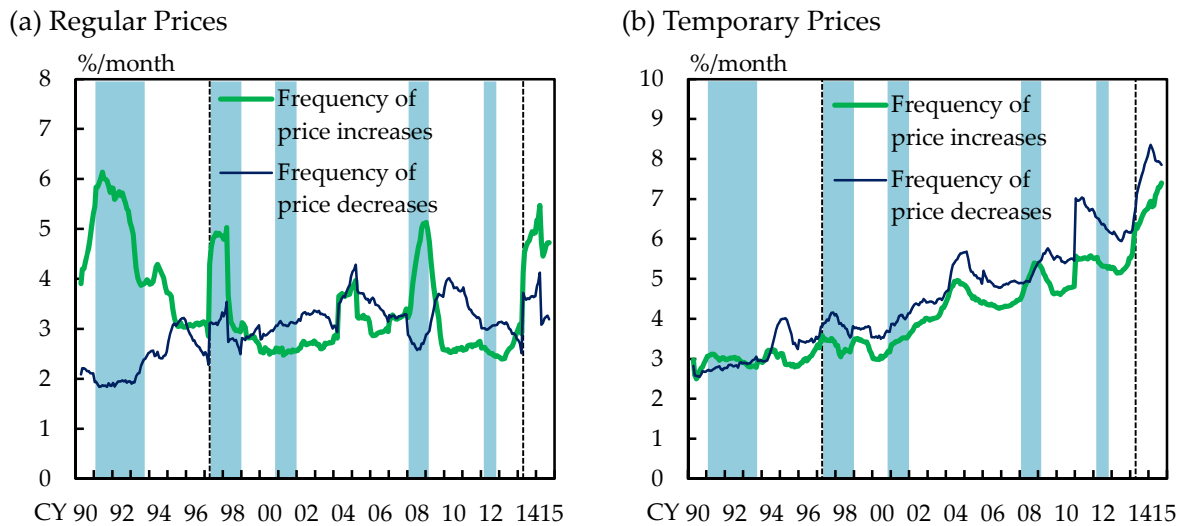 (a) Regular Prices
%/month
8
7
6
5
4
3
2
1
0
Frequency of
price increases
Frequency of
price decreases
CY 90 92 94 96 98 00 02 04 06 08 10 12 1415
(b) Temporary Prices
%/month
10
9
8
7
6
5
4
3
2
1
0
Frequency of
price increases
Frequency of
price decreases
CY 90 92 94 96 98 00 02 04 06 08 10 12 1415